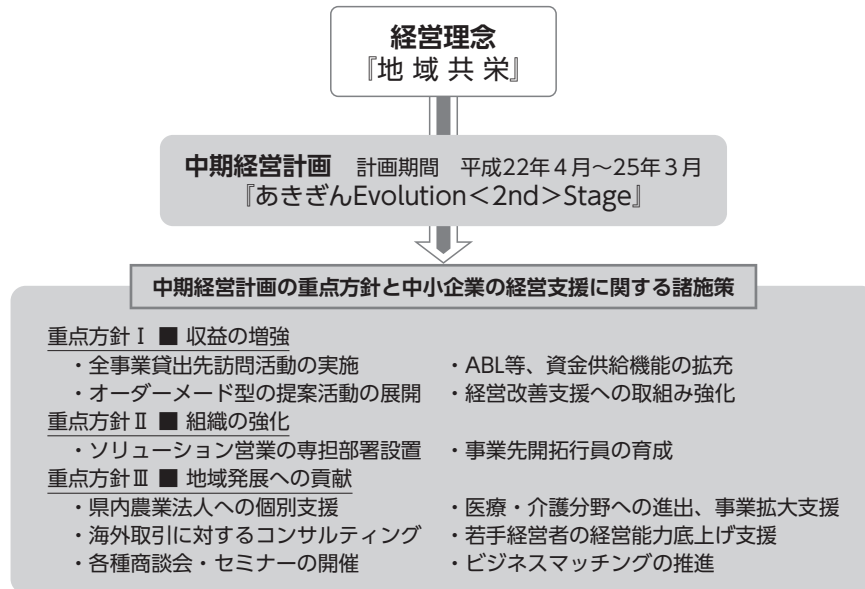 経営理念
『地 域 共 栄』
中期経営計画 計画期間 平成22年4月～25年3月
『あきぎんEvolution＜2nd＞Stage』
中期経営計画の重点方針と中小企業の経営支援に関する諸施策
重点方針Ⅰ ■ 収益の増強
・全事業貸出先訪問活動の実施 ・ABL等、資金供給機能の拡充
・オーダーメード型の提案活動の展開 ・経営改善支援への取組み強化
重点方針Ⅱ ■ 組織の強化
・ソリューション営業の専担部署設置 ・事業先開拓行員の育成
重点方針Ⅲ ■ 地域発展への貢献
・県内農業法人への個別支援 ・医療・介護分野への進出、事業拡大支援
・海外取引に対するコンサルティング ・若手経営者の経営能力底上げ支援
・各種商談会・セミナーの開催 ・ビジネスマッチングの推進